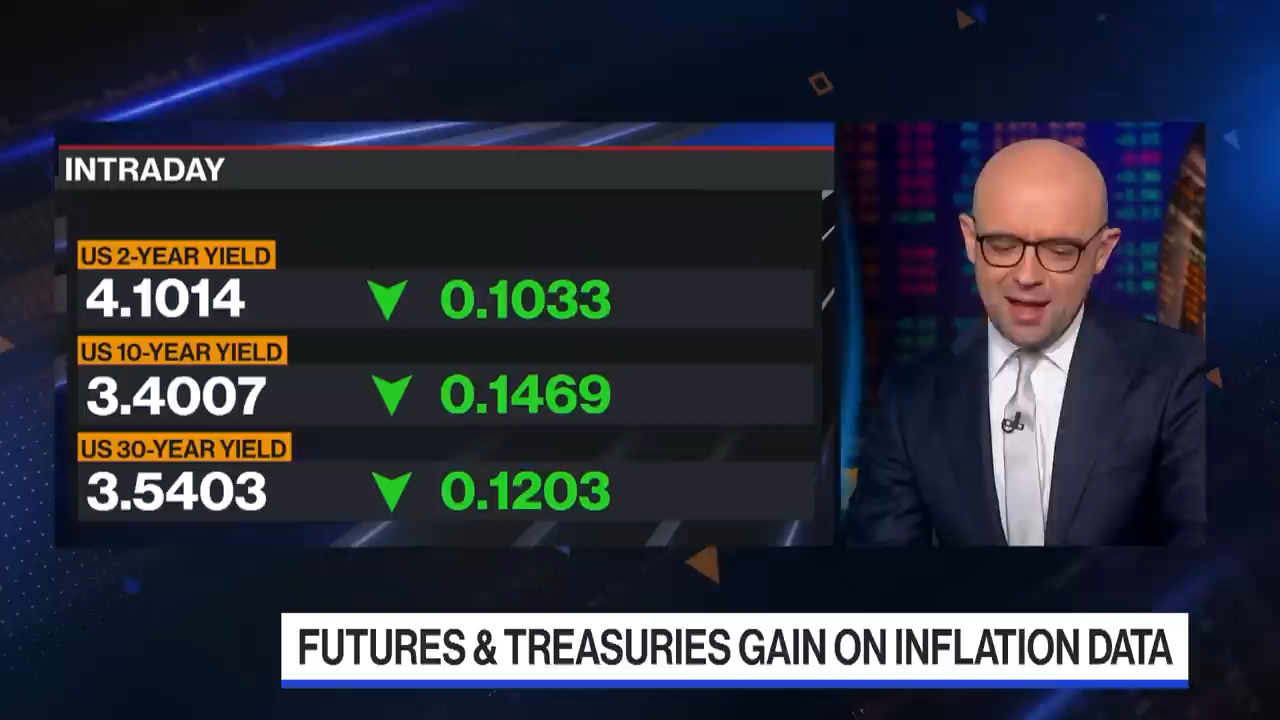 INTRADAY
US 2-YEAR YIELD
4.1014 0.1033
US 10-YEAR YIELD
3.4007 0.1469
US 30-YEAR YIELD
3.5403 0.1203
FUTURES & TREASURIES GAIN ON INFLATION DATA